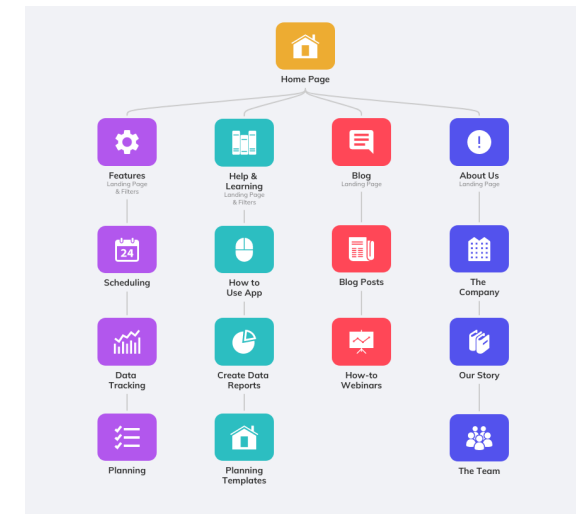 Home Page
Features
Landing Page
& Filters
Help &
Learning
Landing Page
& Filters
Blog
Landing Page
About Us
Landing Page
24
Scheduling
How to
Use App
Blog Posts
The
Company
Data
Tracking
Create Data
Reports
How-to
Webinars
Our Story
Planning
Planning
Templates
The Team